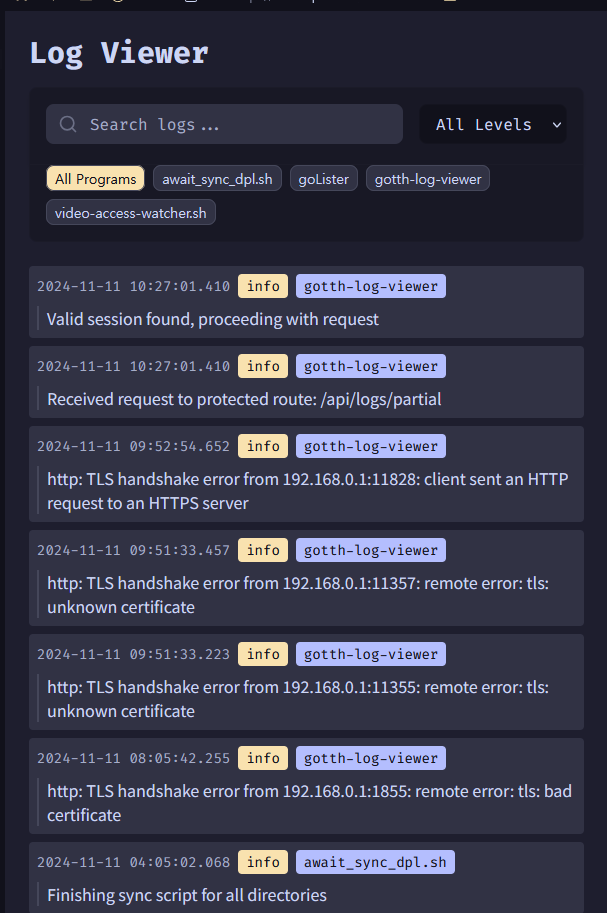 Log Viewer
Search logs...
All Levels
All Programs
await_sync_dpl.sh
goLister
gotth-log-viewer
video-access-watcher.sh
2024-11-11 10:27:01.410 info gotth-log-viewer
Valid session found, proceeding with request
2024-11-11 10:27:01.410 info gotth-log-viewer
Received request to protected route: /api/logs/partial
2024-11-11 09:52:54.652 info gotth-log-viewer
http: TLS handshake error from 192.168.0.1:11828: client sent an HTTP
request to an HTTPS server
2024-11-11 09:51:33.457 info gotth-log-viewer
http: TLS handshake error from 192.168.0.1:11357: remote error: tls:
unknown certificate
2024-11-11 09:51:33.223 info gotth-log-viewer
http: TLS handshake error from 192.168.0.1:11355: remote error: tls:
unknown certificate
2024-11-11 08:05:42.255 info gotth-log-viewer
http: TLS handshake error from 192.168.0.1:1855: remote error: tls: bad
certificate
2024-11-11 04:05:02.068 info await_sync_dpl.sh
Finishing sync script for all directories